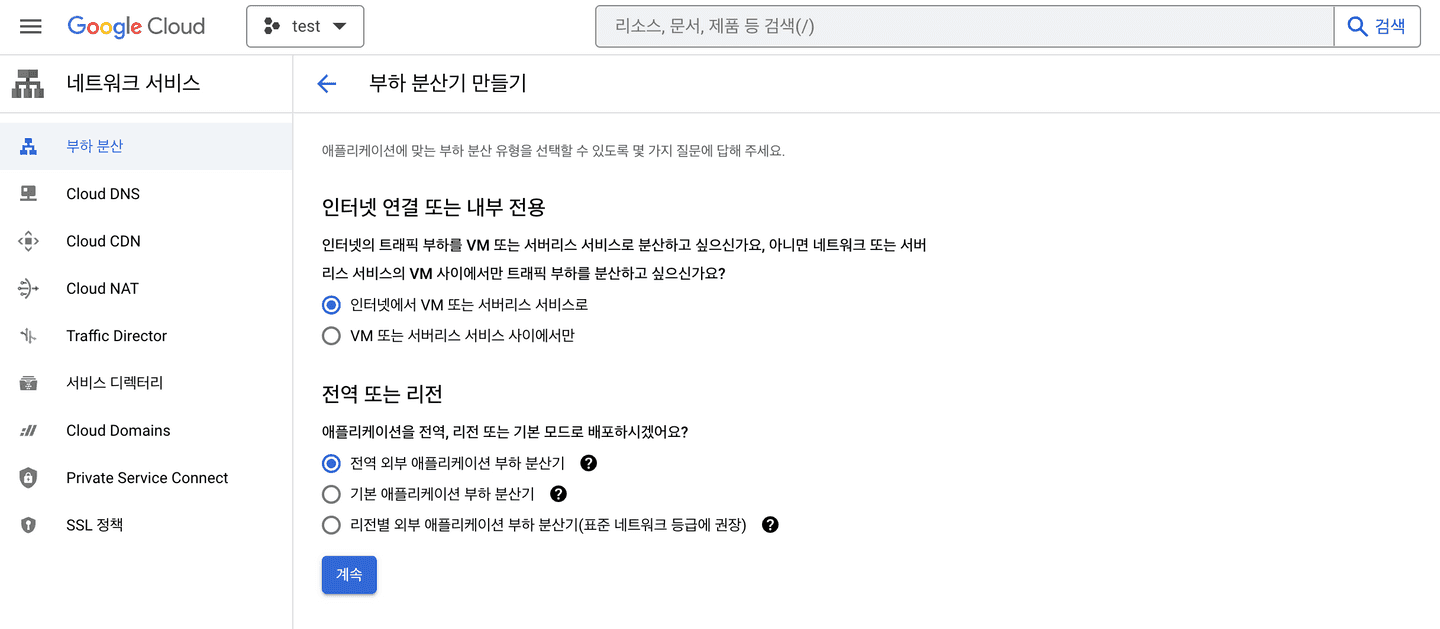 Google Cloud
test
리소스, 문서, 제품 등 검색(/)
검색
네트워크 서비스
부하 분산기 만들기
부하 분산
Cloud DNS
Cloud CDN
Cloud NAT
Traffic Director
서비스 디렉터리
Cloud Domains
Private Service Connect
SSL 정책
애플리케이션에 맞는 부하 분산 유형을 선택할 수 있도록 몇 가지 질문에 답해 주세요.
인터넷 연결 또는 내부 전용
인터넷의 트래픽 부하를 VM 또는 서버리스 서비스로 분산하고 싶으신가요, 아니면 네트워크 또는 서버
리스 서비스의 VM 사이에서만 트래픽 부하를 분산하고 싶으신가요?
인터넷에서 VM 또는 서버리스 서비스로
VM 또는 서버리스 서비스 사이에서만
전역 또는 리전
애플리케이션을 전역, 리전 또는 기본 모드로 배포하시겠어요?
전역 외부 애플리케이션 부하 분산기 ?
기본 애플리케이션 부하 분산기 ?
리전별 외부 애플리케이션 부하 분산기(표준 네트워크 등급에 권장) ?
계속